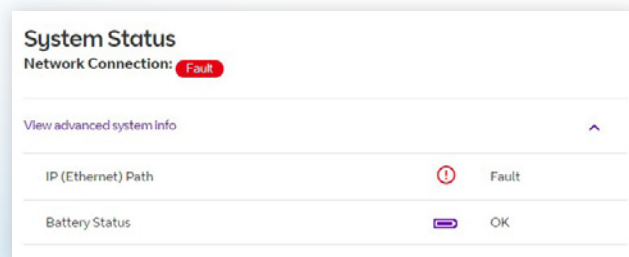 System Status
Network Connection: Fault
View advanced system info
IP (Ethernet) Path Fault
Battery Status OK